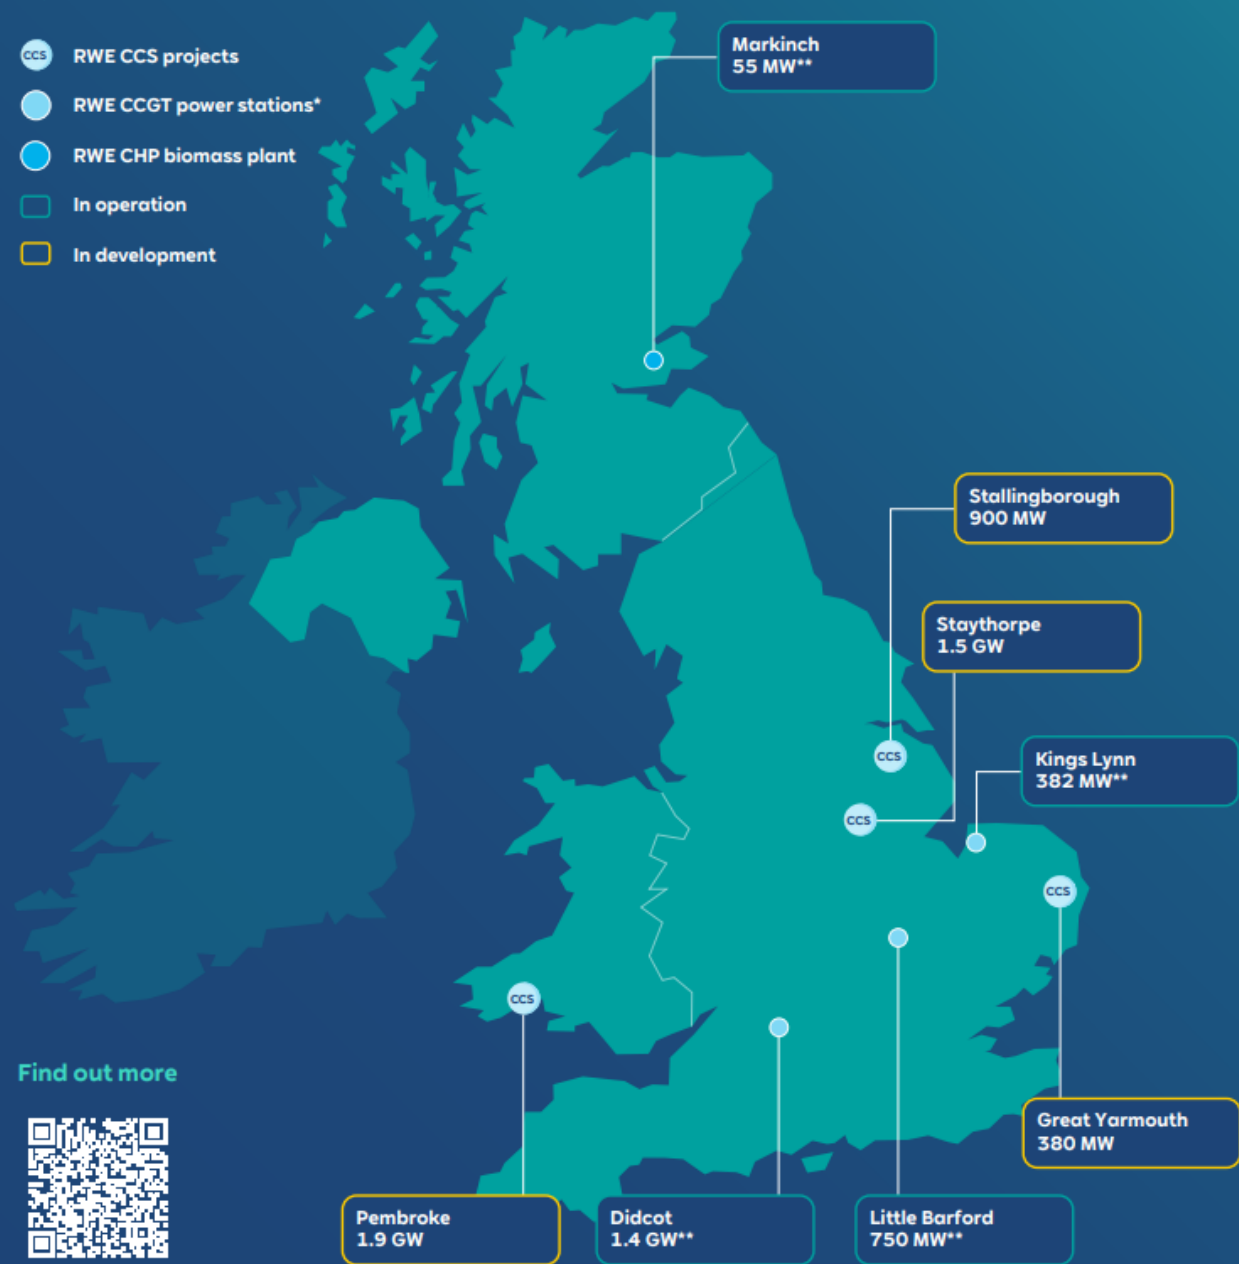 CCS RWE CCS projects
RWE CCGT power stations*
RWE CHP biomass plant
In operation
In development
Markinch
55 MW**
Stallingborough
900 MW
Staythorpe
1.5 GW
Kings Lynn
382 MW**
CCS
CCS
CCS
CCS
Find out more
Great Yarmouth
380 MW
Pembroke
1.9 GW
Didcot
1.4 GW**
Little Barford
750 MW**